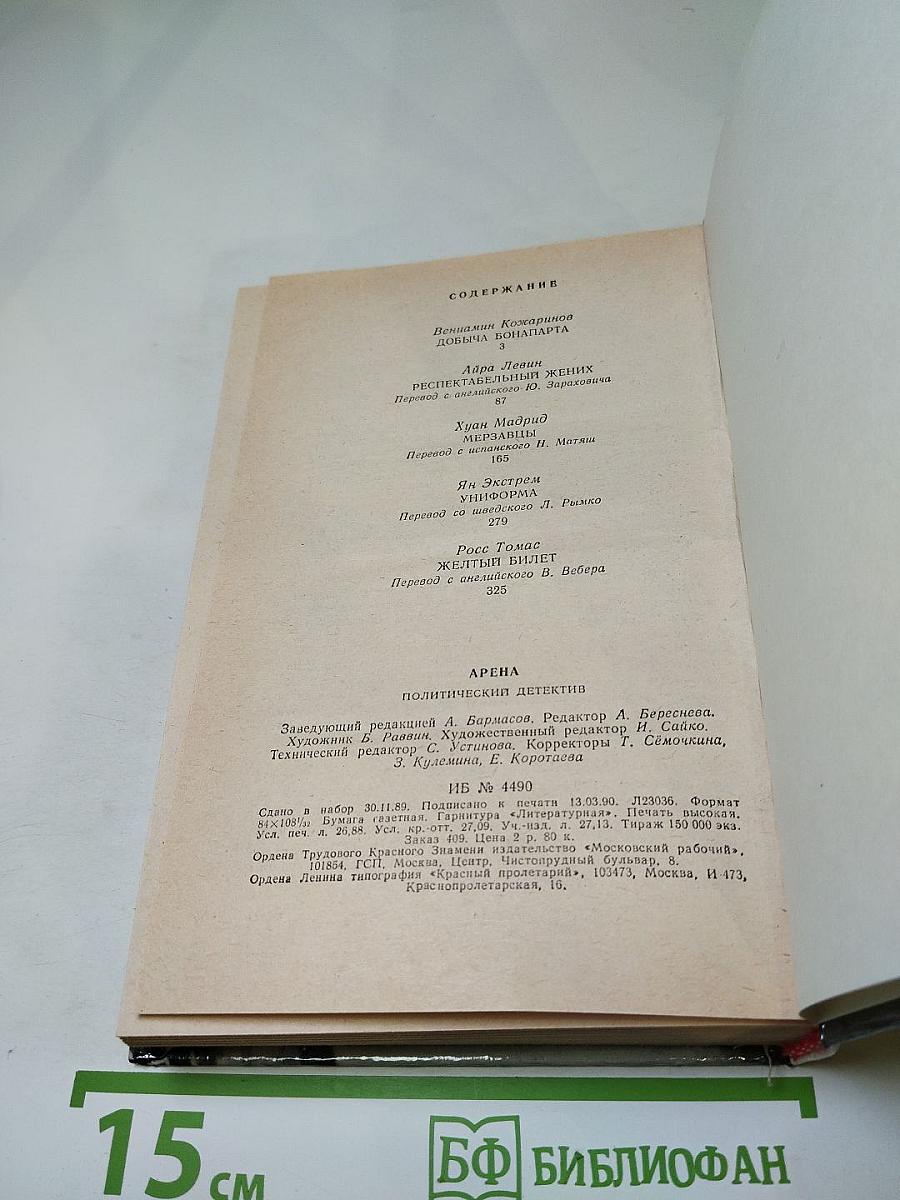 СОДЕРЖАНИЕ
Вениамин Кожаринов
ДОБЫЧА БОНАПАРТА
3
Айра Левин
РЕСПЕКТАБЕЛЬНЫЙ ЖЕНИХ
Перевод с английского Ю. Зараховича
87
Хуан Мадрид
МЕРЗАВЦЫ
Перевод с испанского Н. Матяш
165
Ян Экстрем
УНИФОРМА
Перевод со шведского Л. Рымко
279
Росс Томас
ЖЕЛТЫЙ БИЛЕТ
Перевод с английского В. Вебера
325
АРЕНА
ПОЛИТИЧЕСКИЙ ДЕТЕКТИВ
Заведующий редакцией А. Бармасов. Редактор А. Береснева.
Художник Б. Раввин. Художественный редактор И. Сайко.
Технический редактор С. Устинова. Корректоры Т. Сёмочкина,
З. Кулемина, Е. Коротаева
ИБ № 4490
Сдано в набор 30.11.89. Подписано к печати 13.03.90. Л23036. Формат
84×108¹/₃₂ Бумага газетная. Гарнитура «Литературная». Печать высокая.
Усл. печ. л. 26,88. Усл. кр.-отт. 27,09. Уч.-изд. л. 27,13. Тираж 150 000 экз.
Заказ 409. Цена 2 р. 80 к.
Ордена Трудового Красного Знамени издательство «Московский рабочий»,
101854, ГСП, Москва, Центр, Чистопрудный бульвар, 8.
Ордена Ленина типография «Красный пролетарий», 103473, Москва, И-473,
Краснопролетарская, 16.
15 см
БФ БИБЛИОФАН